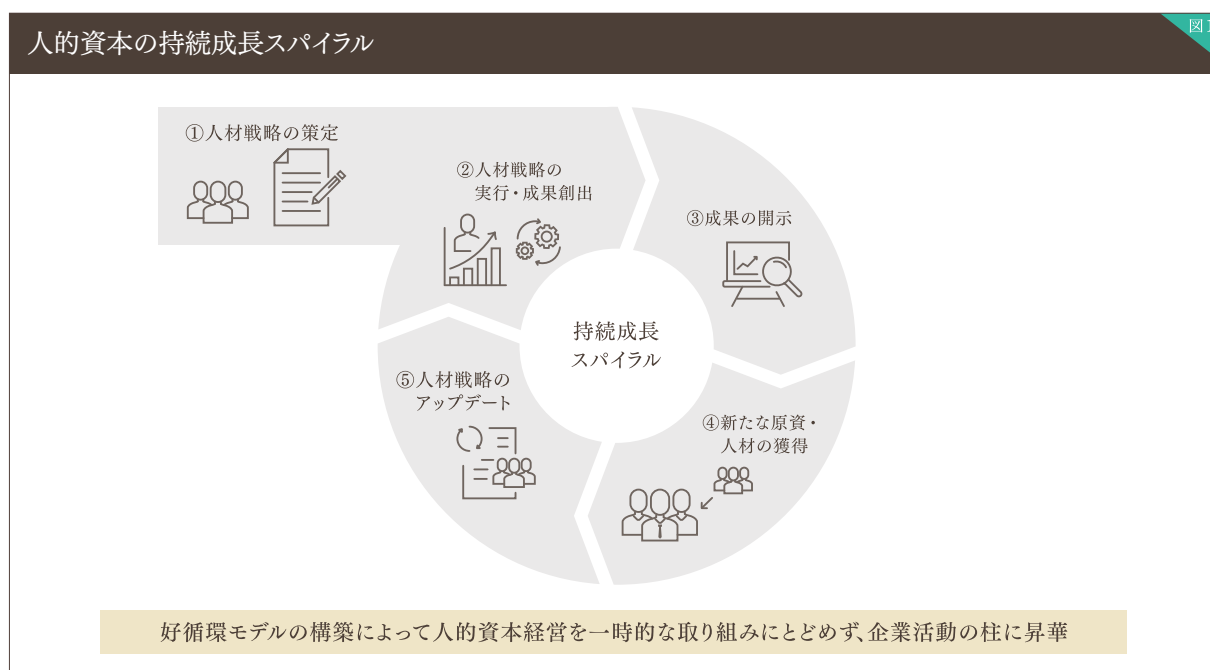 人的資本の持続成長スパイラル
図1
①人材戦略の策定
②人材戦略の
実行・成果創出
③成果の開示
④新たな原資・
人材の獲得
⑤人材戦略の
アップデート
持続成長
スパイラル
好循環モデルの構築によって人的資本経営を一時的な取り組みにとどめず、企業活動の柱に昇華